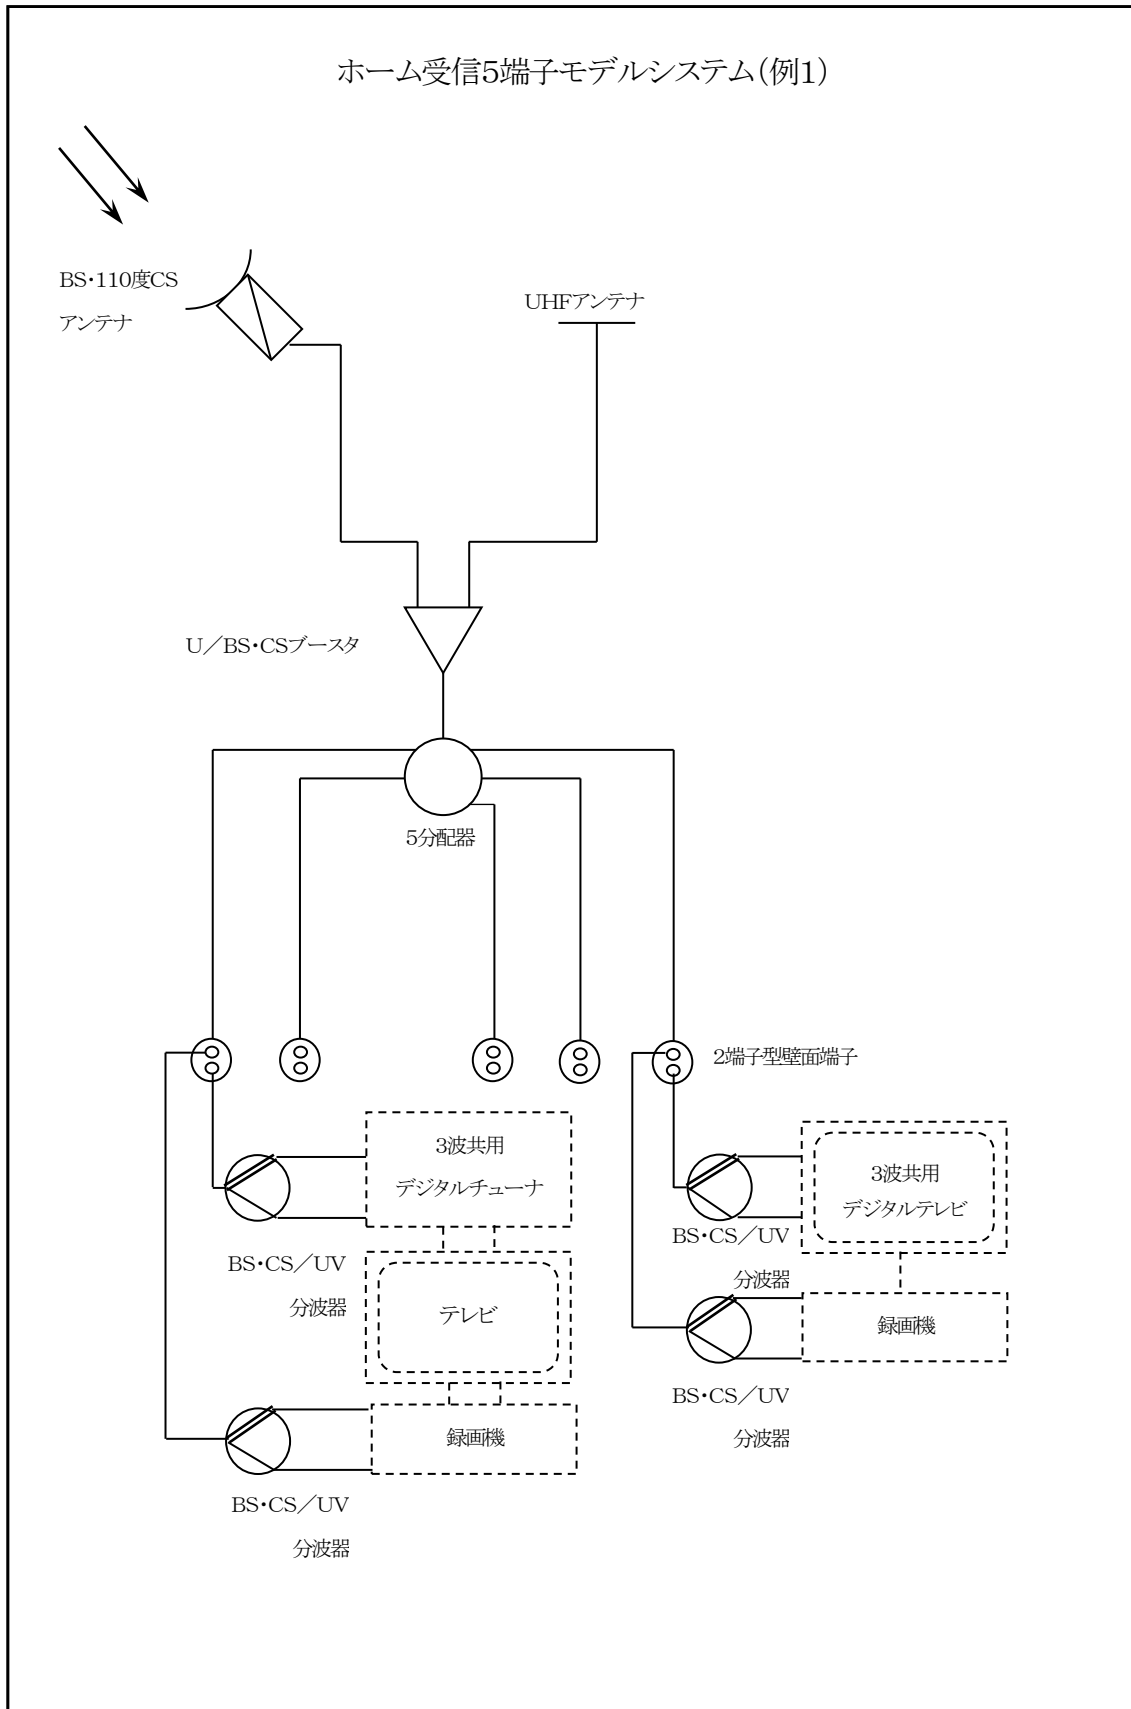 ホーム受信5端子モデルシステム(例1)
BS・110度CS
アンテナ
UHFアンテナ
U／BS・CSブースタ
5分配器
2端子型壁面端子
3波共用
デジタルチューナ
3波共用
デジタルテレビ
BS・CS／UV
分波器
BS・CS／UV
分波器
テレビ
録画機
BS・CS／UV
分波器
録画機
BS・CS／UV
分波器